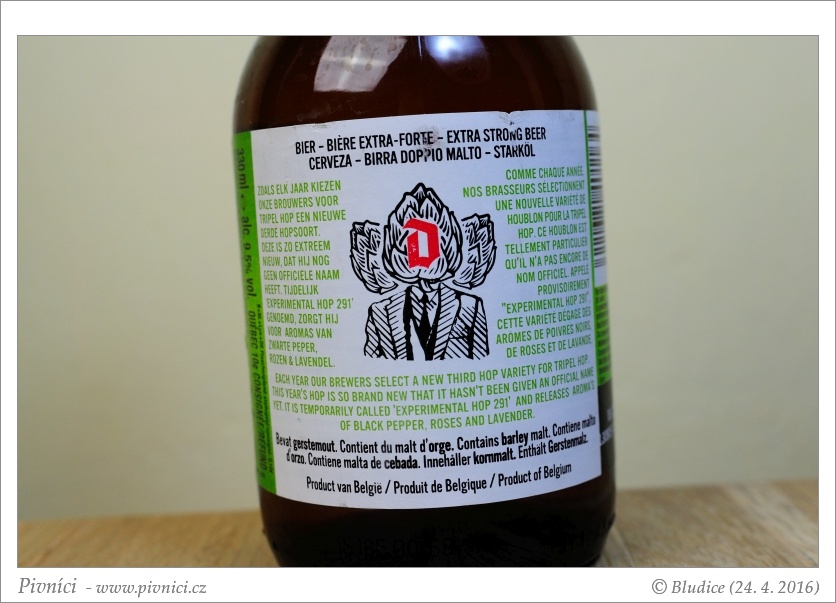 BIER - BIÈRE EXTRA-FORTE - EXTRA STRONG BEER
CERVEZA - BIRRA DOPPIO MALTO - STARKÖL
ZOALS ELK JAAR KIEZEN
ONZE BROUWERS VOOR
TRIPEL HOP EEN NIEUWE
DERDE HOPSOORT.
DEZE IS ZO EXTREEM
NIEUW, DAT HIJ NOG
GEEN OFFICIËLE NAAM
HEEFT. TIJDELIJK
'EXPERIMENTAL HOP 291'
GENOEMD, ZORGT HIJ
VOOR AROMAS VAN
ZWARTE PEPER,
ROZEN & LAVENDEL.
D
COMME CHAQUE ANNÉE,
NOS BRASSEURS SÉLECTIONNENT
UNE NOUVELLE VARIÉTÉ DE
HOUBLON POUR LA TRIPEL
HOP. CE HOUBLON EST
TELLEMENT PARTICULIER
QU'IL N'A PAS ENCORE DE
NOM OFFICIEL. APPELÉ
PROVISOIREMENT
"EXPERIMENTAL HOP 291",
CETTE VARIÉTÉ DÉGAGE DES
ARÔMES DE POIVRES NOIRS,
DE ROSES ET DE LAVANDE.
EACH YEAR OUR BREWERS SELECT A NEW THIRD HOP VARIETY FOR TRIPEL HOP.
THIS YEAR'S HOP IS SO BRAND NEW THAT IT HASN'T BEEN GIVEN AN OFFICIAL NAME
YET. IT IS TEMPORARILY CALLED 'EXPERIMENTAL HOP 291' AND RELEASES AROMA'S
OF BLACK PEPPER, ROSES AND LAVENDER.
Bevat gerstemout. Contient du malt d'orge. Contains barley malt. Contiene malto
d'orzo. Contiene malta de cebada. Innehåller kornmalt. Enthält Gerstenmalz.
Product van België / Produit de Belgique / Product of Belgium
330ml - alc. 9.5% vol.
QUÉBEC 10¢ CONSIGNÉE
Pivníci - www.pivnici.cz
© Bludice (24. 4. 2016)